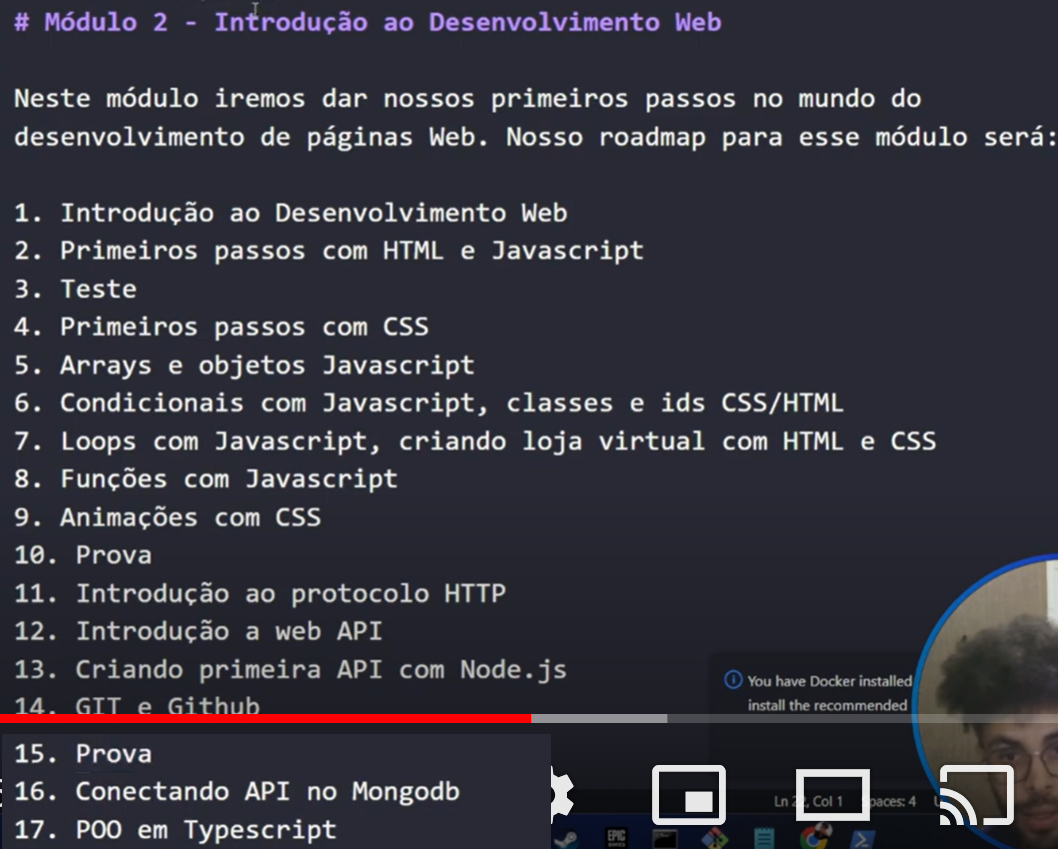 # Módulo 2 - Introdução ao Desenvolvimento Web
Neste módulo iremos dar nossos primeiros passos no mundo do
desenvolvimento de páginas Web. Nosso roadmap para esse módulo será:
1. Introdução ao Desenvolvimento Web
2. Primeiros passos com HTML e Javascript
3. Teste
4. Primeiros passos com CSS
5. Arrays e objetos Javascript
6. Condicionais com Javascript, classes e ids CSS/HTML
7. Loops com Javascript, criando loja virtual com HTML e CSS
8. Funções com Javascript
9. Animações com CSS
10. Prova
11. Introdução ao protocolo HTTP
12. Introdução a web API
13. Criando primeira API com Node.js
14. GIT e Github
You have Docker installed
install the recommended
15. Prova
16. Conectando API no Mongodb
17. POO em Typescript
Col 1
paces: 4
EPIC